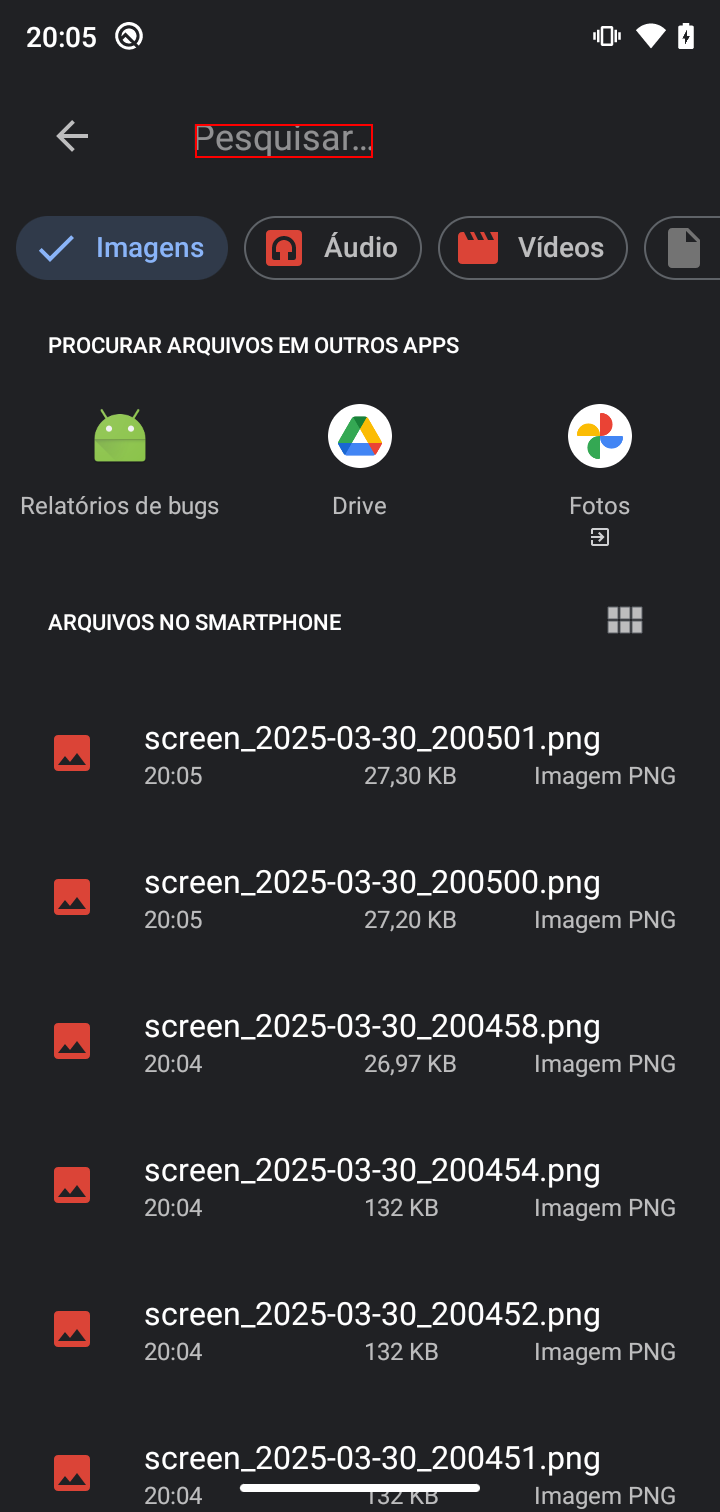 20:05
Pesquisar...
Imagens
Áudio
Vídeos
PROCURAR ARQUIVOS EM OUTROS APPS
Relatórios de bugs
Drive
Fotos
ARQUIVOS NO SMARTPHONE
screen_2025-03-30_200501.png
20:05 27,30 KB Imagem PNG
screen_2025-03-30_200500.png
20:05 27,20 KB Imagem PNG
screen_2025-03-30_200458.png
20:04 26,97 KB Imagem PNG
screen_2025-03-30_200454.png
20:04 132 KB Imagem PNG
screen_2025-03-30_200452.png
20:04 132 KB Imagem PNG
screen_2025-03-30_200451.png
20:04 132 KB Imagem PNG